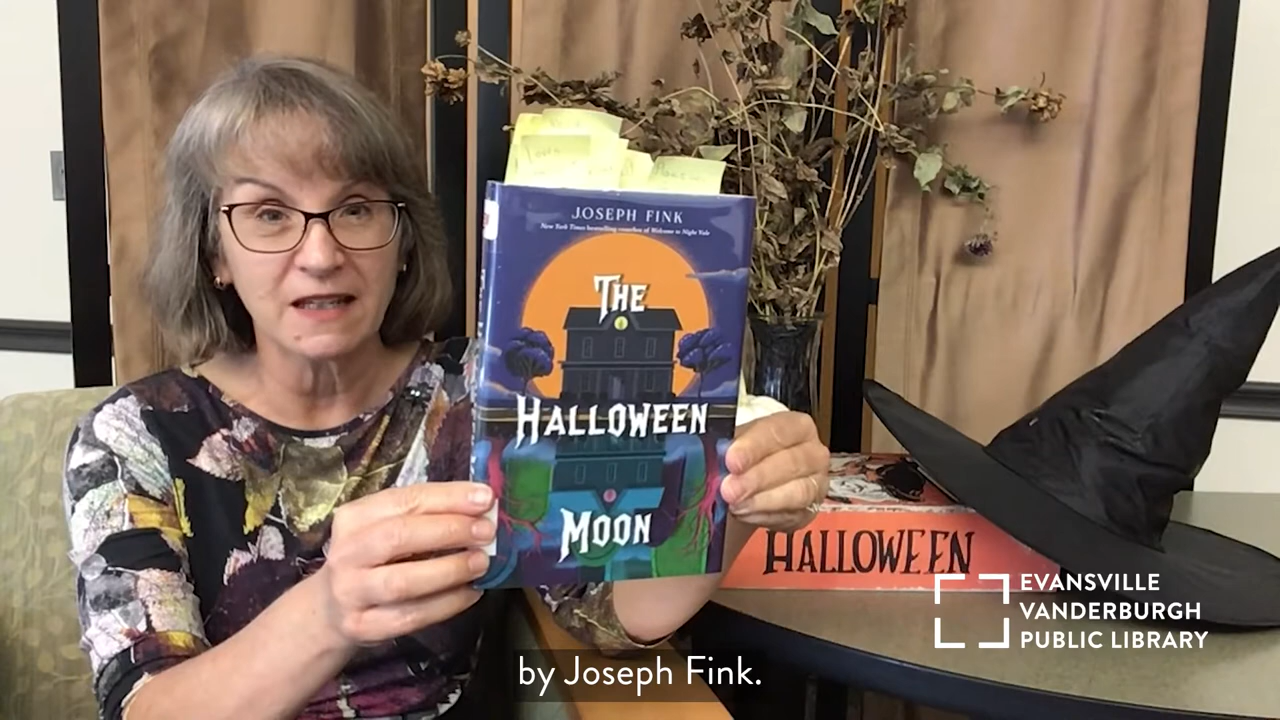 JOSEPH FINK
New York Times bestselling cocreator of Welcome to Night Vale
THE
HALLOWEEN
MOON
HALLOWEEN
EVANSVILLE
VANDERBURGH
PUBLIC LIBRARY
by Joseph Fink.